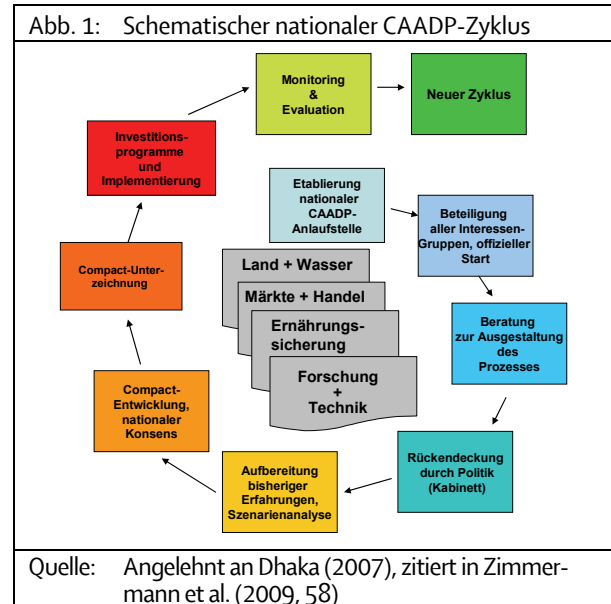 Abb. 1: Schematischer nationaler CAADP-Zyklus
Monitoring
&
Evaluation
Neuer Zyklus
Investitions-
programme
und
Implementierung
Etablierung
nationaler
CAADP-
Anlaufstelle
Beteiligung
aller Interessen-
Gruppen, offizieller
Start
Land + Wasser
Märkte + Handel
Ernährungs-
sicherung
Forschung
+
Technik
Compact-Unter-
zeichnung
Beratung
zur Ausgestaltung
des
Prozesses
Compact-
Entwicklung,
nationaler
Konsens
Rückendeckung
durch Politik
(Kabinett)
Aufbereitung
bisheriger
Erfahrungen,
Szenarienanalyse
Quelle: Angelehnt an Dhaka (2007), zitiert in Zimmer-
mann et al. (2009, 58)